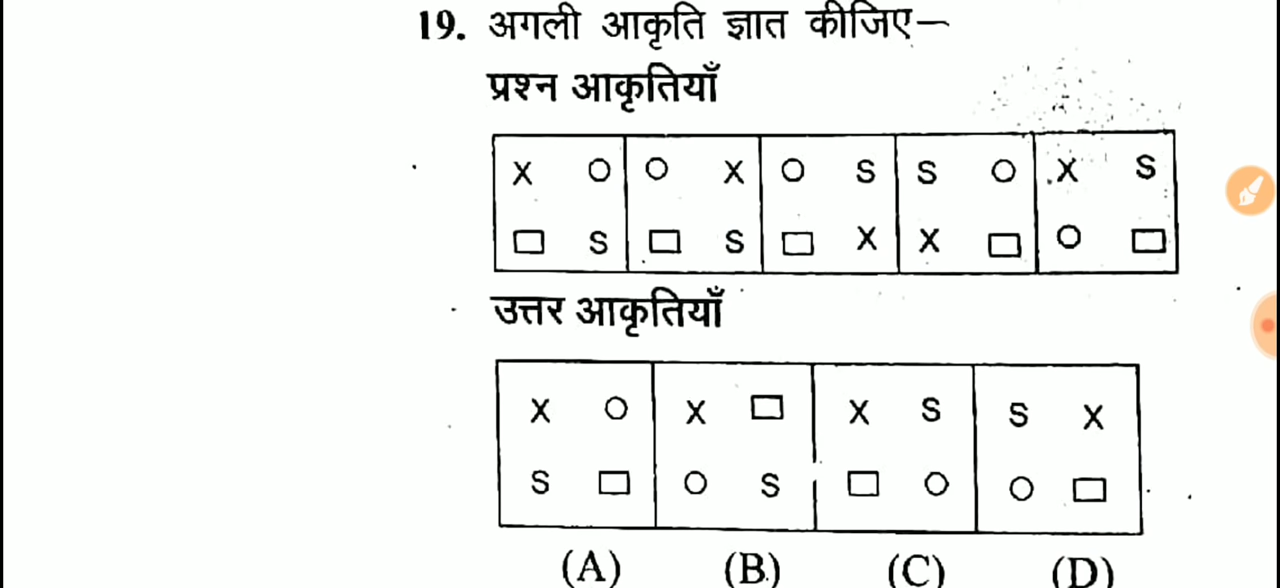 19. अगली आकृति ज्ञात कीजिए—
प्रश्न आकृतियाँ
X O O X O S S O X S
□ S □ S □ X X □ O □
उत्तर आकृतियाँ
X O X □ X S S X
S □ O S □ O O □
(A) (B) (C) (D)